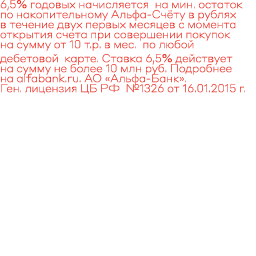 6,5% годовых начисляется на мин. остаток
по накопительному Альфа-Счёту в рублях
в течение двух первых месяцев с момента
открытия счета при совершении покупок
на сумму от 10 т.р. в мес. по любой
дебетовой карте. Ставка 6,5% действует
на сумму не более 10 млн руб. Подробнее
на alfabank.ru. АО «Альфа-Банк».
Ген. лицензия ЦБ РФ №1326 от 16.01.2015 г.